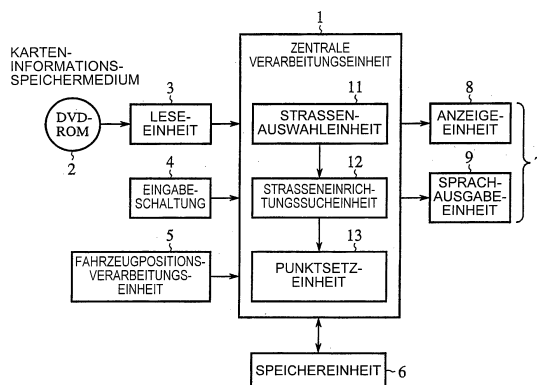 1
KARTEN-
INFORMATIONS-
SPEICHERMEDIUM
ZENTRALE
VERARBEITUNGSEINHEIT
3
11
8
DVD-
ROM
LESE-
EINHEIT
STRASSEN-
AUSWAHLEINHEIT
ANZEIGE-
EINHEIT
2
4
12
9
EINGABE-
SCHALTUNG
STRASSENEINRICH-
TUNGSSUCHEINHEIT
SPRACH-
AUSGABE-
EINHEIT
5
13
FAHRZEUGPOSITIONS-
VERARBEITUNGS-
EINHEIT
PUNKTSETZ-
EINHEIT
SPEICHEREINHEIT
6